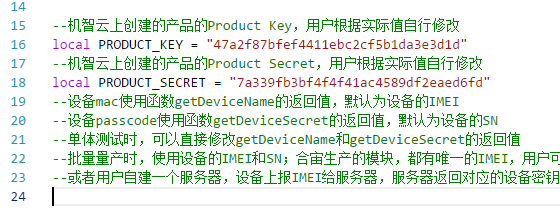 14
15 --机智云上创建的产品的Product Key，用户根据实际值自行修改
16 local PRODUCT_KEY = "47a2f87bfef4411ebc2cf5b1da3e3d1d"
17 --机智云上创建的产品的Product Secret，用户根据实际值自行修改
18 local PRODUCT_SECRET = "7a339fb3bf4f4f41ac4589df2eaed6fd"
19 --设备mac使用函数getDeviceName的返回值，默认为设备的IMEI
20 --设备passcode使用函数getDeviceSecret的返回值，默认为设备的SN
21 --单体测试时，可以直接修改getDeviceName和getDeviceSecret的返回值
22 --批量量产时，使用设备的IMEI和SN；合宙生产的模块，都有唯一的IMEI，用户可
23 --或者用户自建一个服务器，设备上报IMEI给服务器，服务器返回对应的设备密钥
24